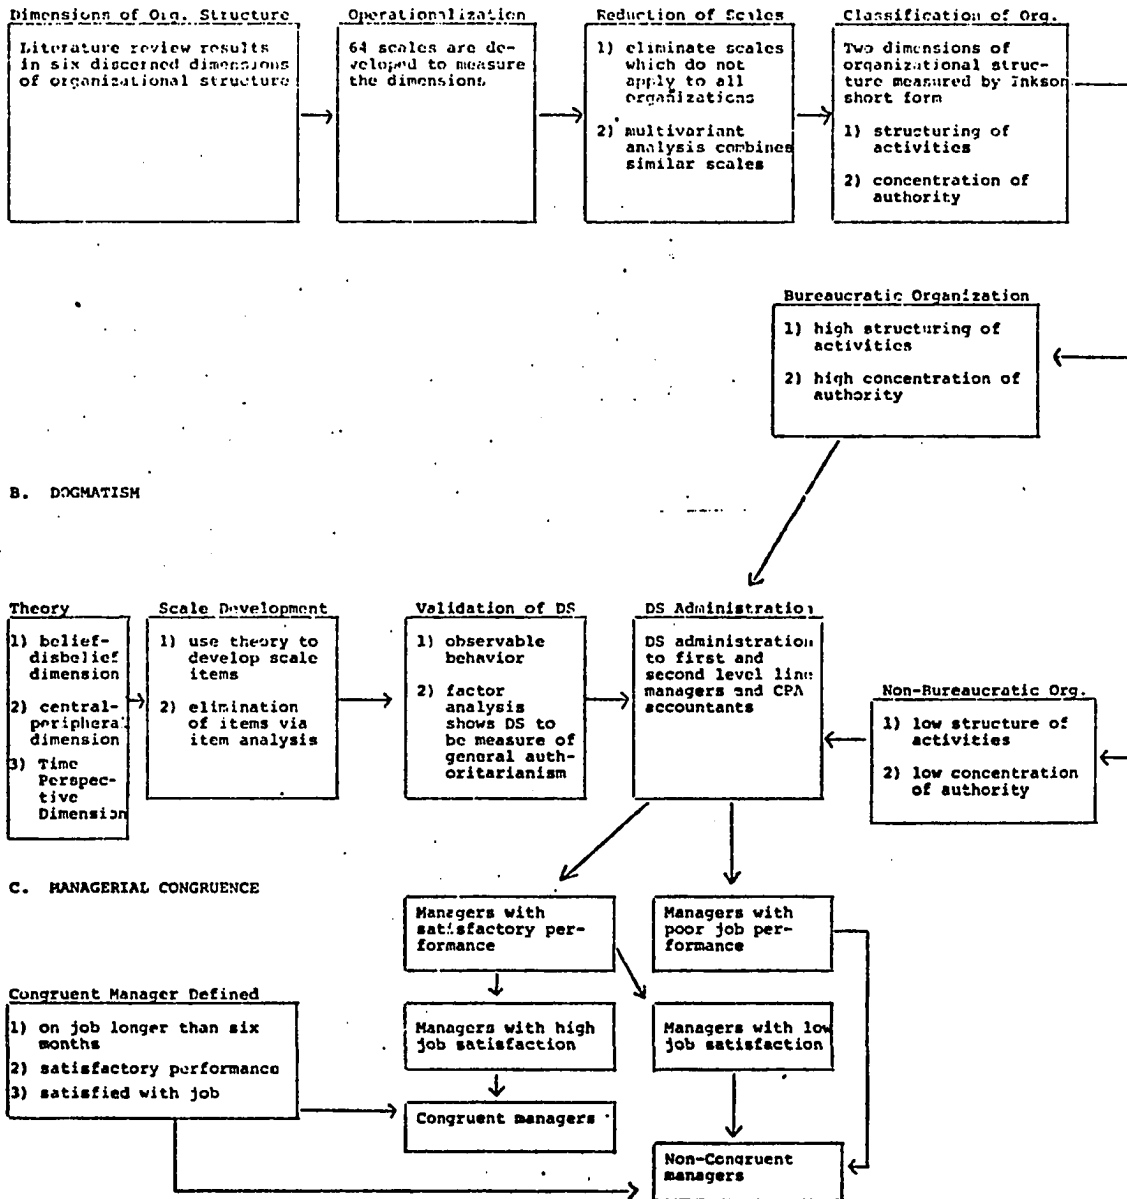 Dimensions of Org. Structure
Literature review results
in six discerned dimensions
of organizational structure
Operationalization
64 scales are de-
veloped to measure
the dimensions
Reduction of Scales
1) eliminate scales
which do not
apply to all
organizations
2) multivariant
analysis combines
similar scales
Classification of Org.
Two dimensions of
organizational struc-
ture measured by Inkson
short form
1) structuring of
activities
2) concentration of
authority
Bureaucratic Organization
1) high structuring of
activities
2) high concentration of
authority
B. DOGMATISM
Theory
1) belief-
disbelief
dimension
2) central-
peripheral
dimension
3) Time
Perspec-
tive
Dimension
Scale Development
1) use theory to
develop scale
items
2) elimination
of items via
item analysis
Validation of DS
1) observable
behavior
2) factor
analysis
shows DS to
be measure of
general auth-
oritarianism
DS Administration
DS administration
to first and
second level line
managers and CPA
accountants
Non-Bureaucratic Org.
1) low structure of
activities
2) low concentration
of authority
C. MANAGERIAL CONGRUENCE
Managers with
satisfactory per-
formance
Managers with
poor job per-
formance
Congruent Manager Defined
1) on job longer than six
months
2) satisfactory performance
3) satisfied with job
Managers with high
job satisfaction
Managers with low
job satisfaction
Congruent managers
Non-Congruent
managers